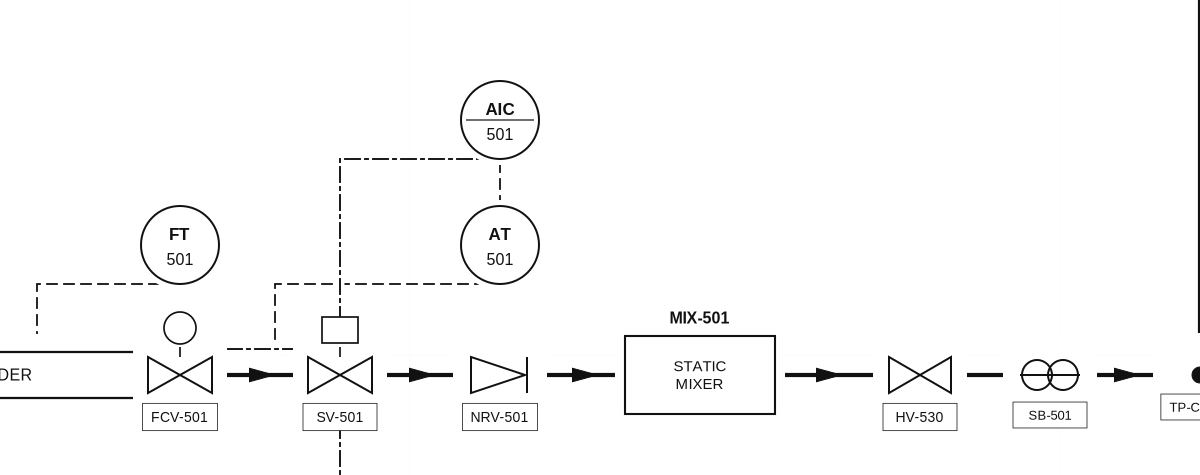 AIC
501
FT
501
AT
501
MIX-501
STATIC
MIXER
DER
FCV-501
SV-501
NRV-501
HV-530
SB-501
TP-C